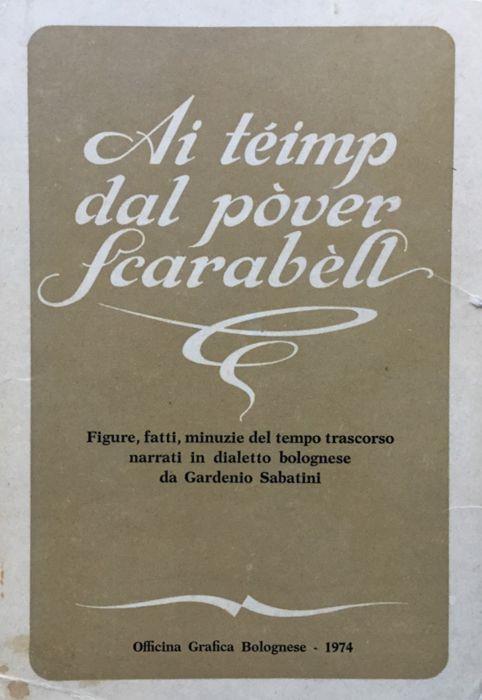 Ai téimp
dal pòver
Scarabèll
Figure, fatti, minuzie del tempo trascorso
narrati in dialetto bolognese
da Gardenio Sabatini
Officina Grafica Bolognese - 1974